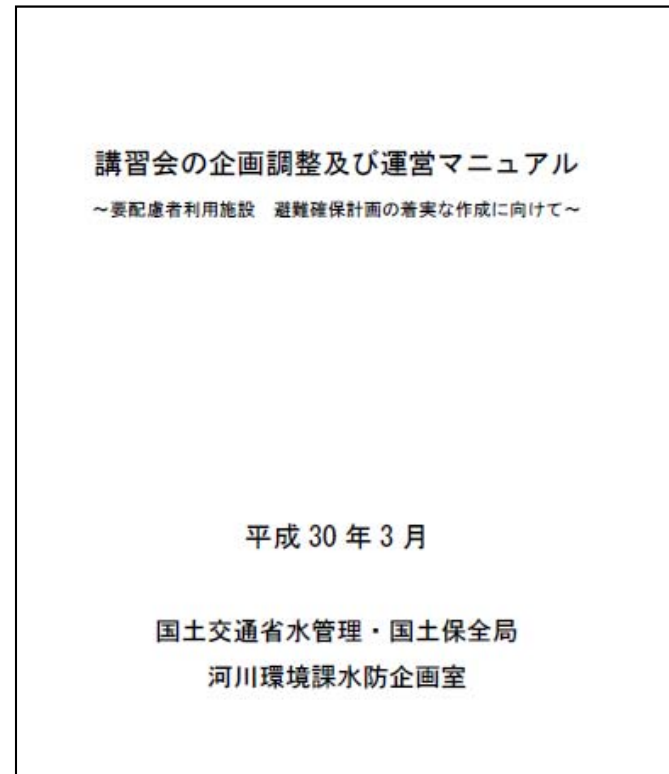 講習会の企画調整及び運営マニュアル
～要配慮者利用施設　避難確保計画の着実な作成に向けて～
平成 30 年 3 月
国土交通省水管理・国土保全局
河川環境課水防企画室